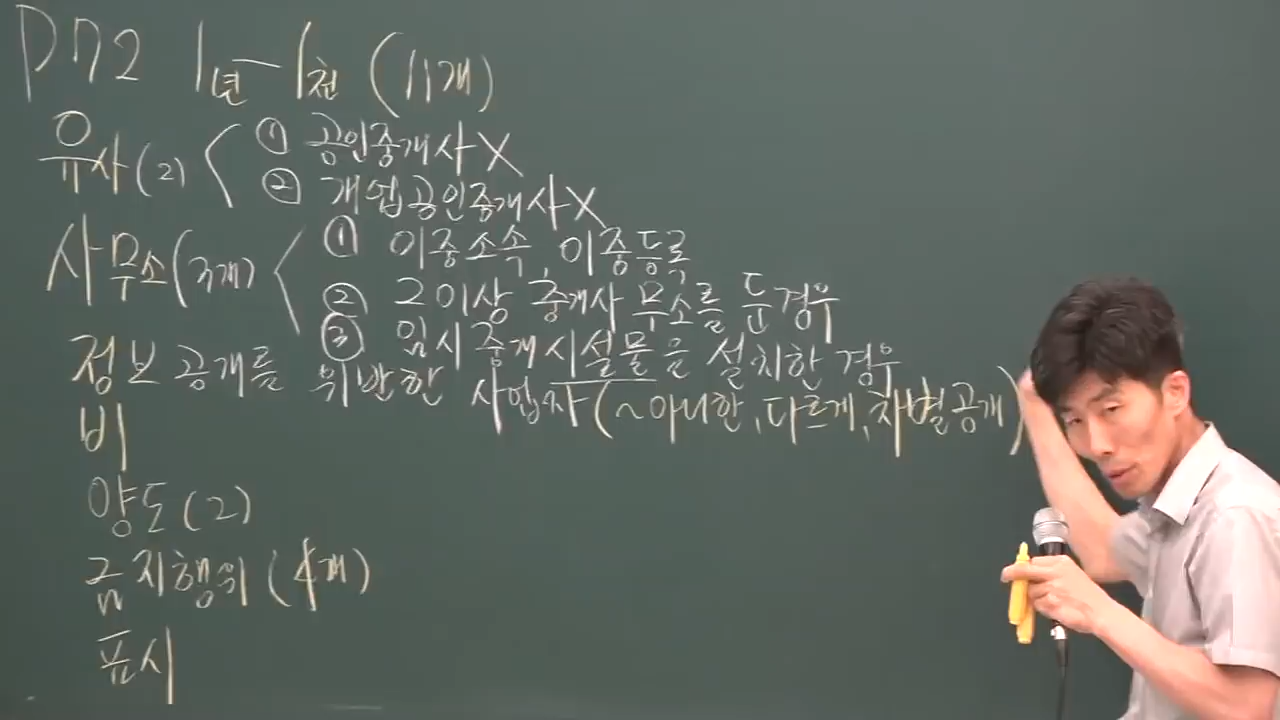 P72 1년-1천 (11개)
유사(2) < ① 공인중개사X
② 개업공인중개사X
사무소(3개) < ① 이중소속, 이중등록
② 2이상 중개사무소를 둔경우
③ 임시 중개시설물을 설치한 경우
정보공개를 위반한 사업자(~아니한, 다르게, 차별공개)
비
양도(2)
금지행위(4개)
표시